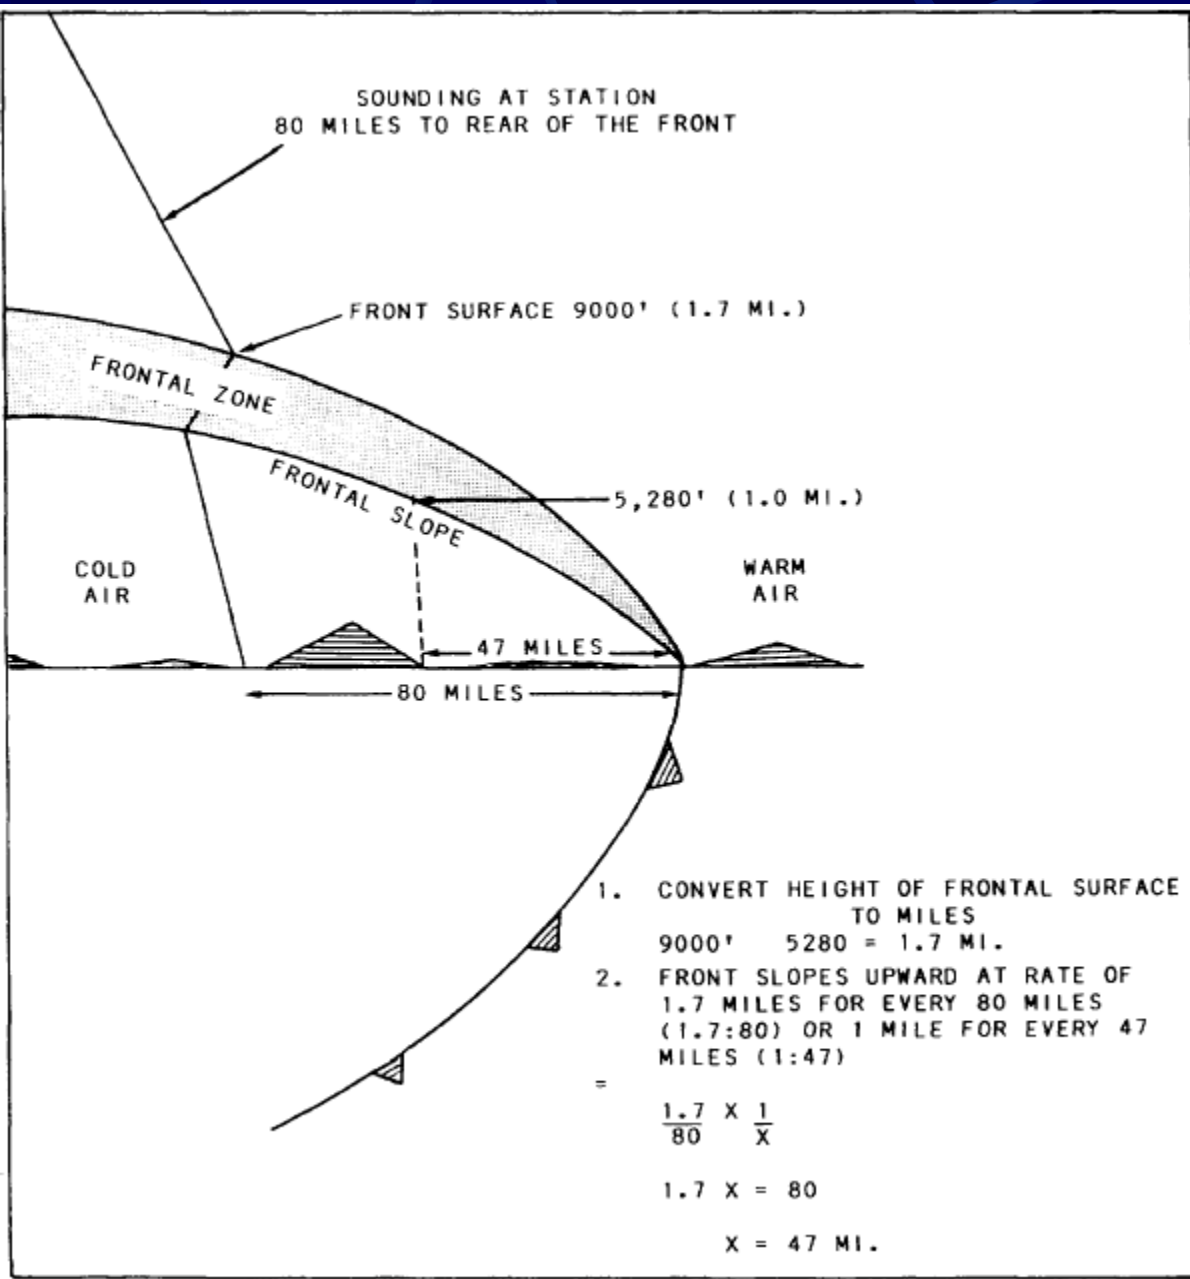 SOUNDING AT STATION
80 MILES TO REAR OF THE FRONT
FRONT SURFACE 9000' (1.7 MI.)
FRONTAL ZONE
FRONTAL SLOPE
5,280' (1.0 MI.)
COLD
AIR
WARM
AIR
47 MILES
80 MILES
1. CONVERT HEIGHT OF FRONTAL SURFACE
TO MILES
9000' 5280 = 1.7 MI.
2. FRONT SLOPES UPWARD AT RATE OF
1.7 MILES FOR EVERY 80 MILES
(1.7:80) OR 1 MILE FOR EVERY 47
MILES (1:47)
=
1.7 X 1
80 X
1.7 X = 80
X = 47 MI.